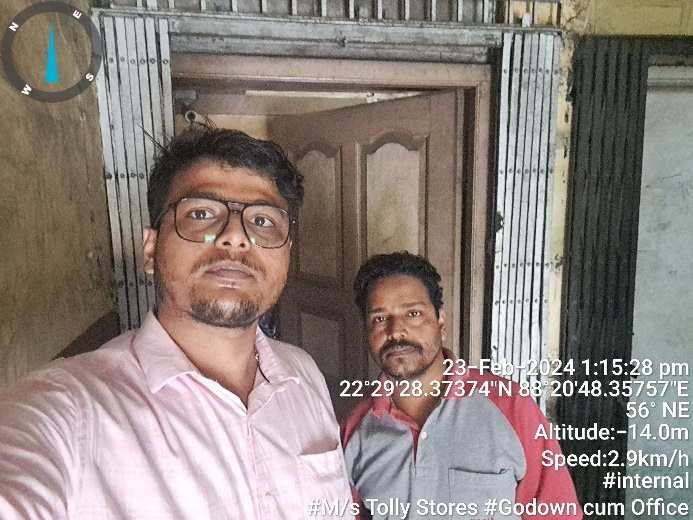 N
E
W
S
23-Feb-2024 1:15:28 pm
22°29'28.37374"N 88°20'48.35757"E
56° NE
Altitude:-14.0m
Speed:2.9km/h
#internal
#M/s Tolly Stores #Godown cum Office